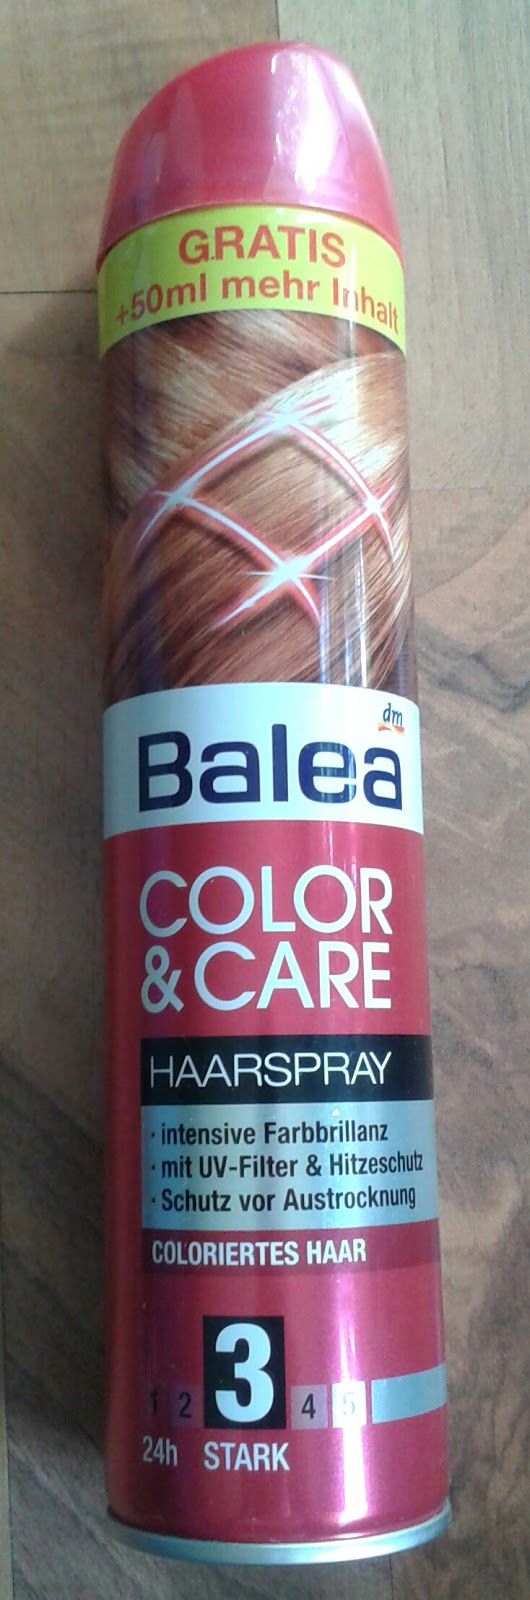 GRATIS
+50ml mehr Inhalt
dm
Balea
COLOR
& CARE
HAARSPRAY
· intensive Farbbrillanz
· mit UV-Filter & Hitzeschutz
· Schutz vor Austrocknung
COLORIERTES HAAR
1 2 3 4 5
24h STARK